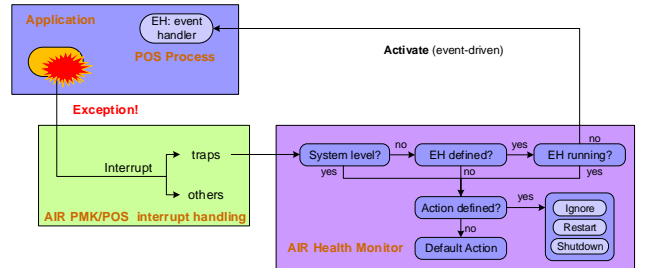 Application
EH: event
handler
POS Process
Activate (event-driven)
Exception!
Interrupt
traps
others
AIR PMK/POS interrupt handling
System level?
no
EH defined?
yes
EH running?
no
yes
no
yes
Action defined?
yes
Ignore
Restart
Shutdown
no
Default Action
AIR Health Monitor